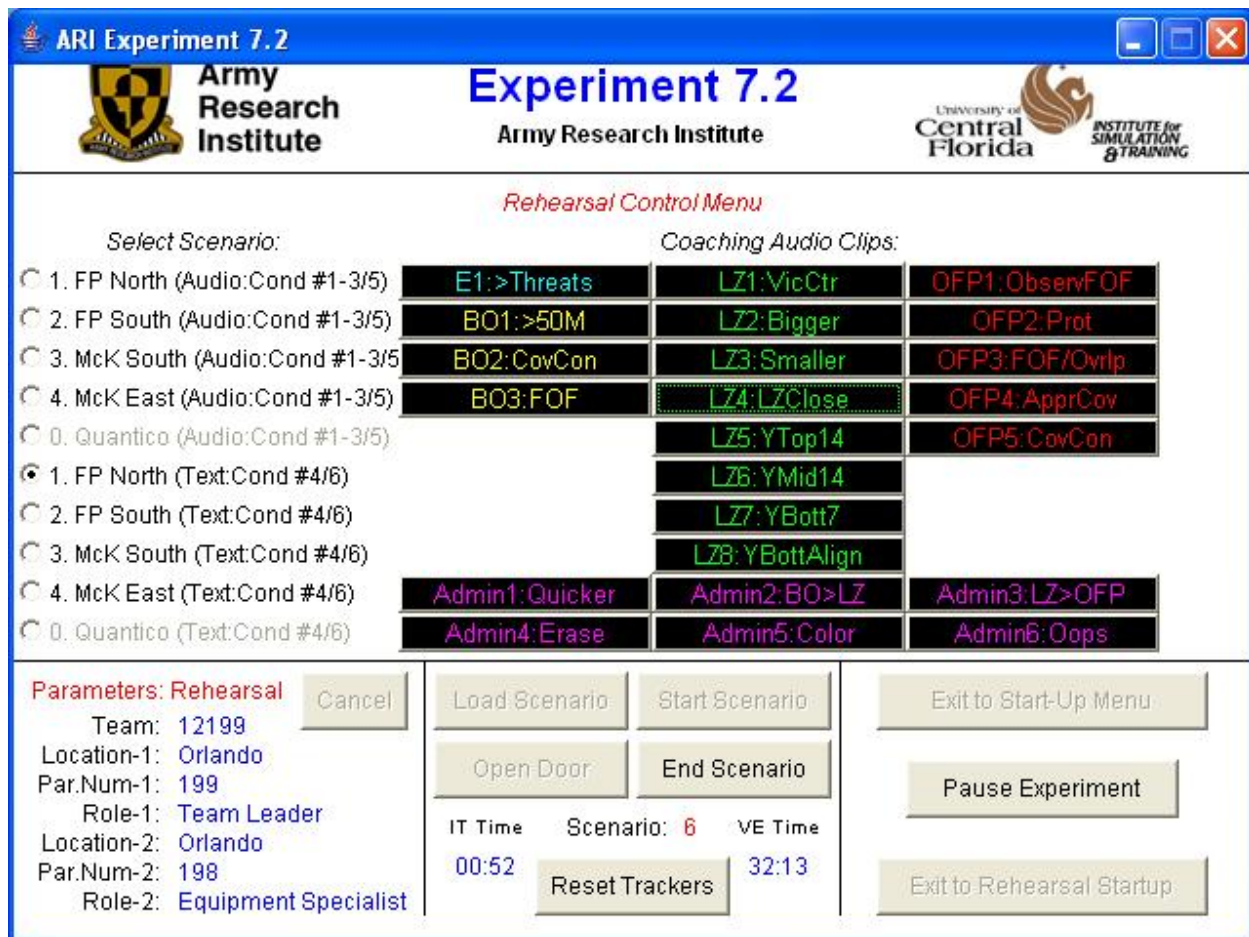 ARI Experiment 7.2
Army
Research
Institute
Experiment 7.2
Army Research Institute
University of
Central
Florida
INSTITUTE for
SIMULATION
& TRAINING
Rehearsal Control Menu
Select Scenario:
Coaching Audio Clips:
1. FP North (Audio:Cond #1-3/5) E1:>Threats LZ1:VicCtr OFP1:ObservFOF
2. FP South (Audio:Cond #1-3/5) BO1:>50M LZ2:Bigger OFP2:Prot
3. McK South (Audio:Cond #1-3/5 BO2:CovCon LZ3:Smaller OFP3:FOF/Ovrlp
4. McK East (Audio:Cond #1-3/5) BO3:FOF LZ4:LZClose OFP4:ApprCov
0. Quantico (Audio:Cond #1-3/5) LZ5:YTop14 OFP5:CovCon
1. FP North (Text:Cond #4/6) LZ6:YMid14
2. FP South (Text:Cond #4/6) LZ7:YBott7
3. McK South (Text:Cond #4/6) LZ8:YBottAlign
4. McK East (Text:Cond #4/6) Admin1:Quicker Admin2:BO>LZ Admin3:LZ>OFP
0. Quantico (Text:Cond #4/6) Admin4:Erase Admin5:Color Admin6:Oops
Parameters: Rehearsal
Cancel
Team: 12199
Location-1: Orlando
Par.Num-1: 199
Role-1: Team Leader
Location-2: Orlando
Par.Num-2: 198
Role-2: Equipment Specialist
Load Scenario
Start Scenario
Open Door
End Scenario
IT Time
Scenario: 6
VE Time
00:52
Reset Trackers
32:13
Exit to Start-Up Menu
Pause Experiment
Exit to Rehearsal Startup